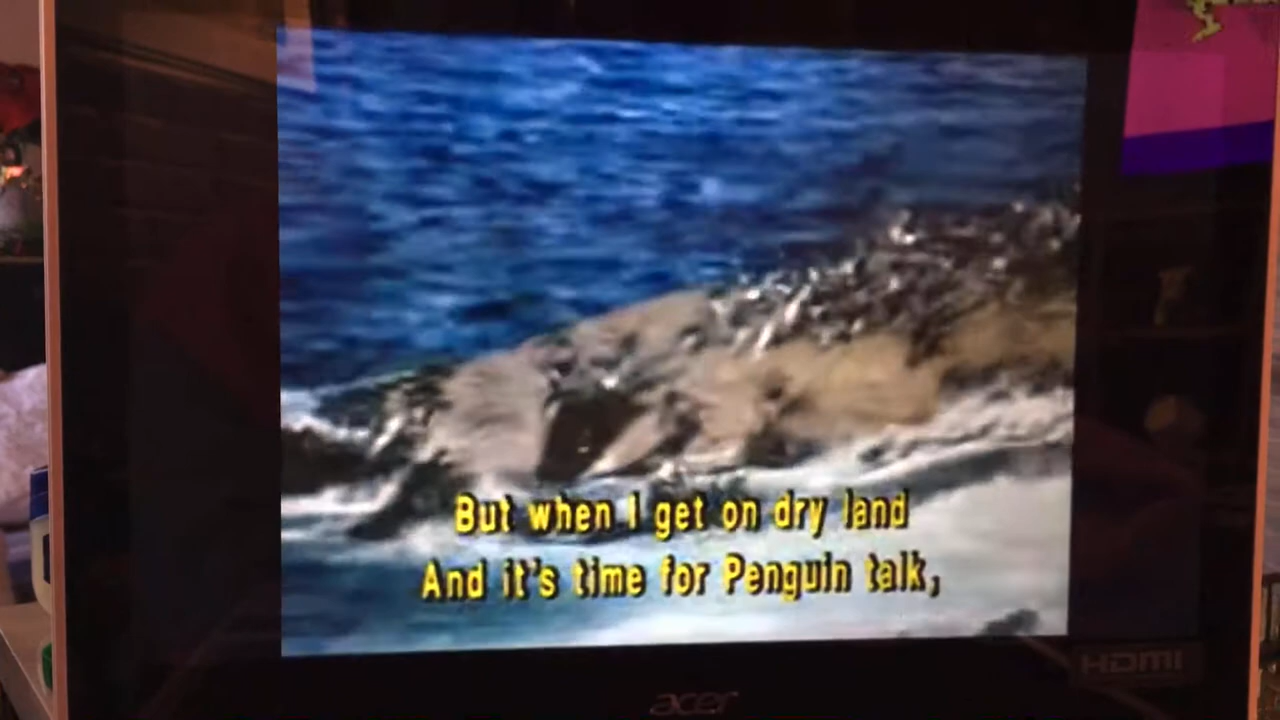 But when I get on dry land
And it's time for Penguin talk,
HDMI
acer